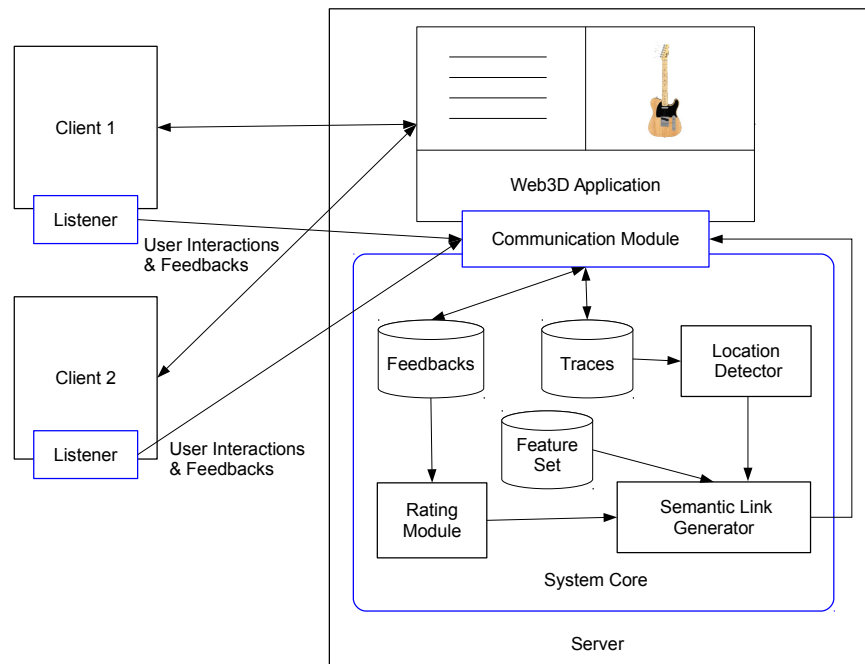 Client 1
Listener
User Interactions
& Feedbacks
Client 2
Listener
User Interactions
& Feedbacks
Web3D Application
Communication Module
Feedbacks
Traces
Location
Detector
Feature
Set
Rating
Module
Semantic Link
Generator
System Core
Server